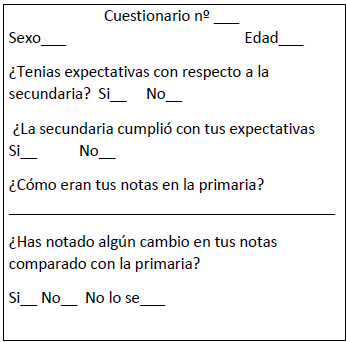 Cuestionario nº ___
Sexo___ Edad___
¿Tenias expectativas con respecto a la
secundaria? Si__ No__
¿La secundaria cumplió con tus expectativas
Si__ No__
¿Cómo eran tus notas en la primaria?
_________________________________________
¿Has notado algún cambio en tus notas
comparado con la primaria?
Si__ No__ No lo se___